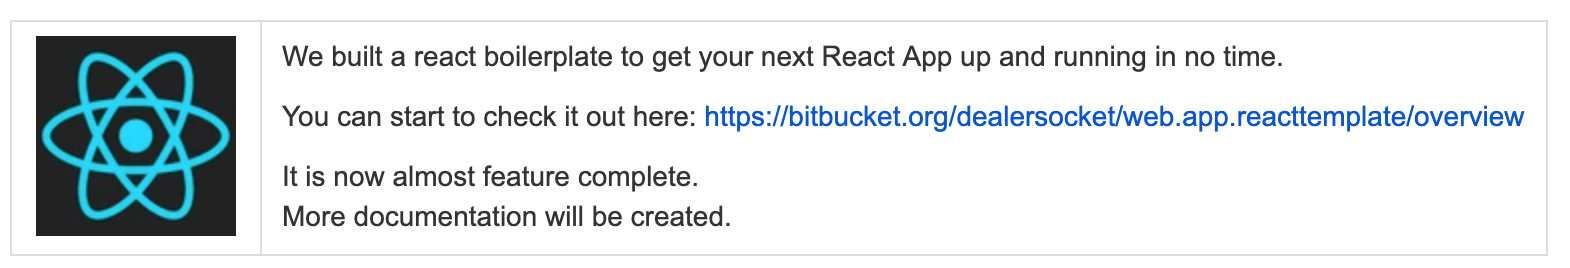 We built a react boilerplate to get your next React App up and running in no time.
You can start to check it out here: https://bitbucket.org/dealersocket/web.app.reacttemplate/overview
It is now almost feature complete.
More documentation will be created.